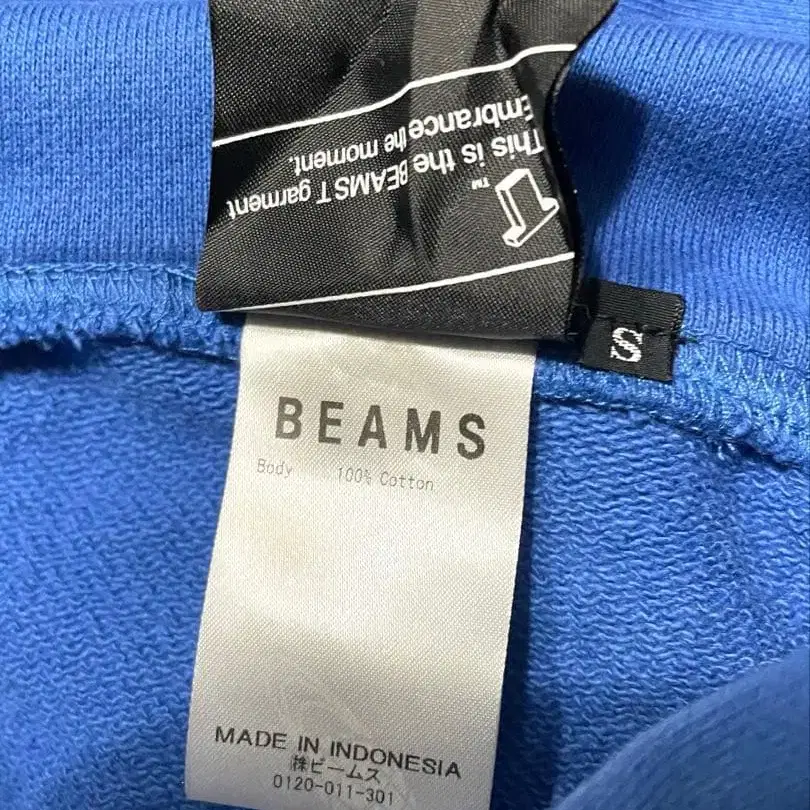 This is the BEAMS T garment
Embrance the moment.
TM
S
BEAMS
Body 100% Cotton
MADE IN INDONESIA
㈱ビームス
0120-011-301